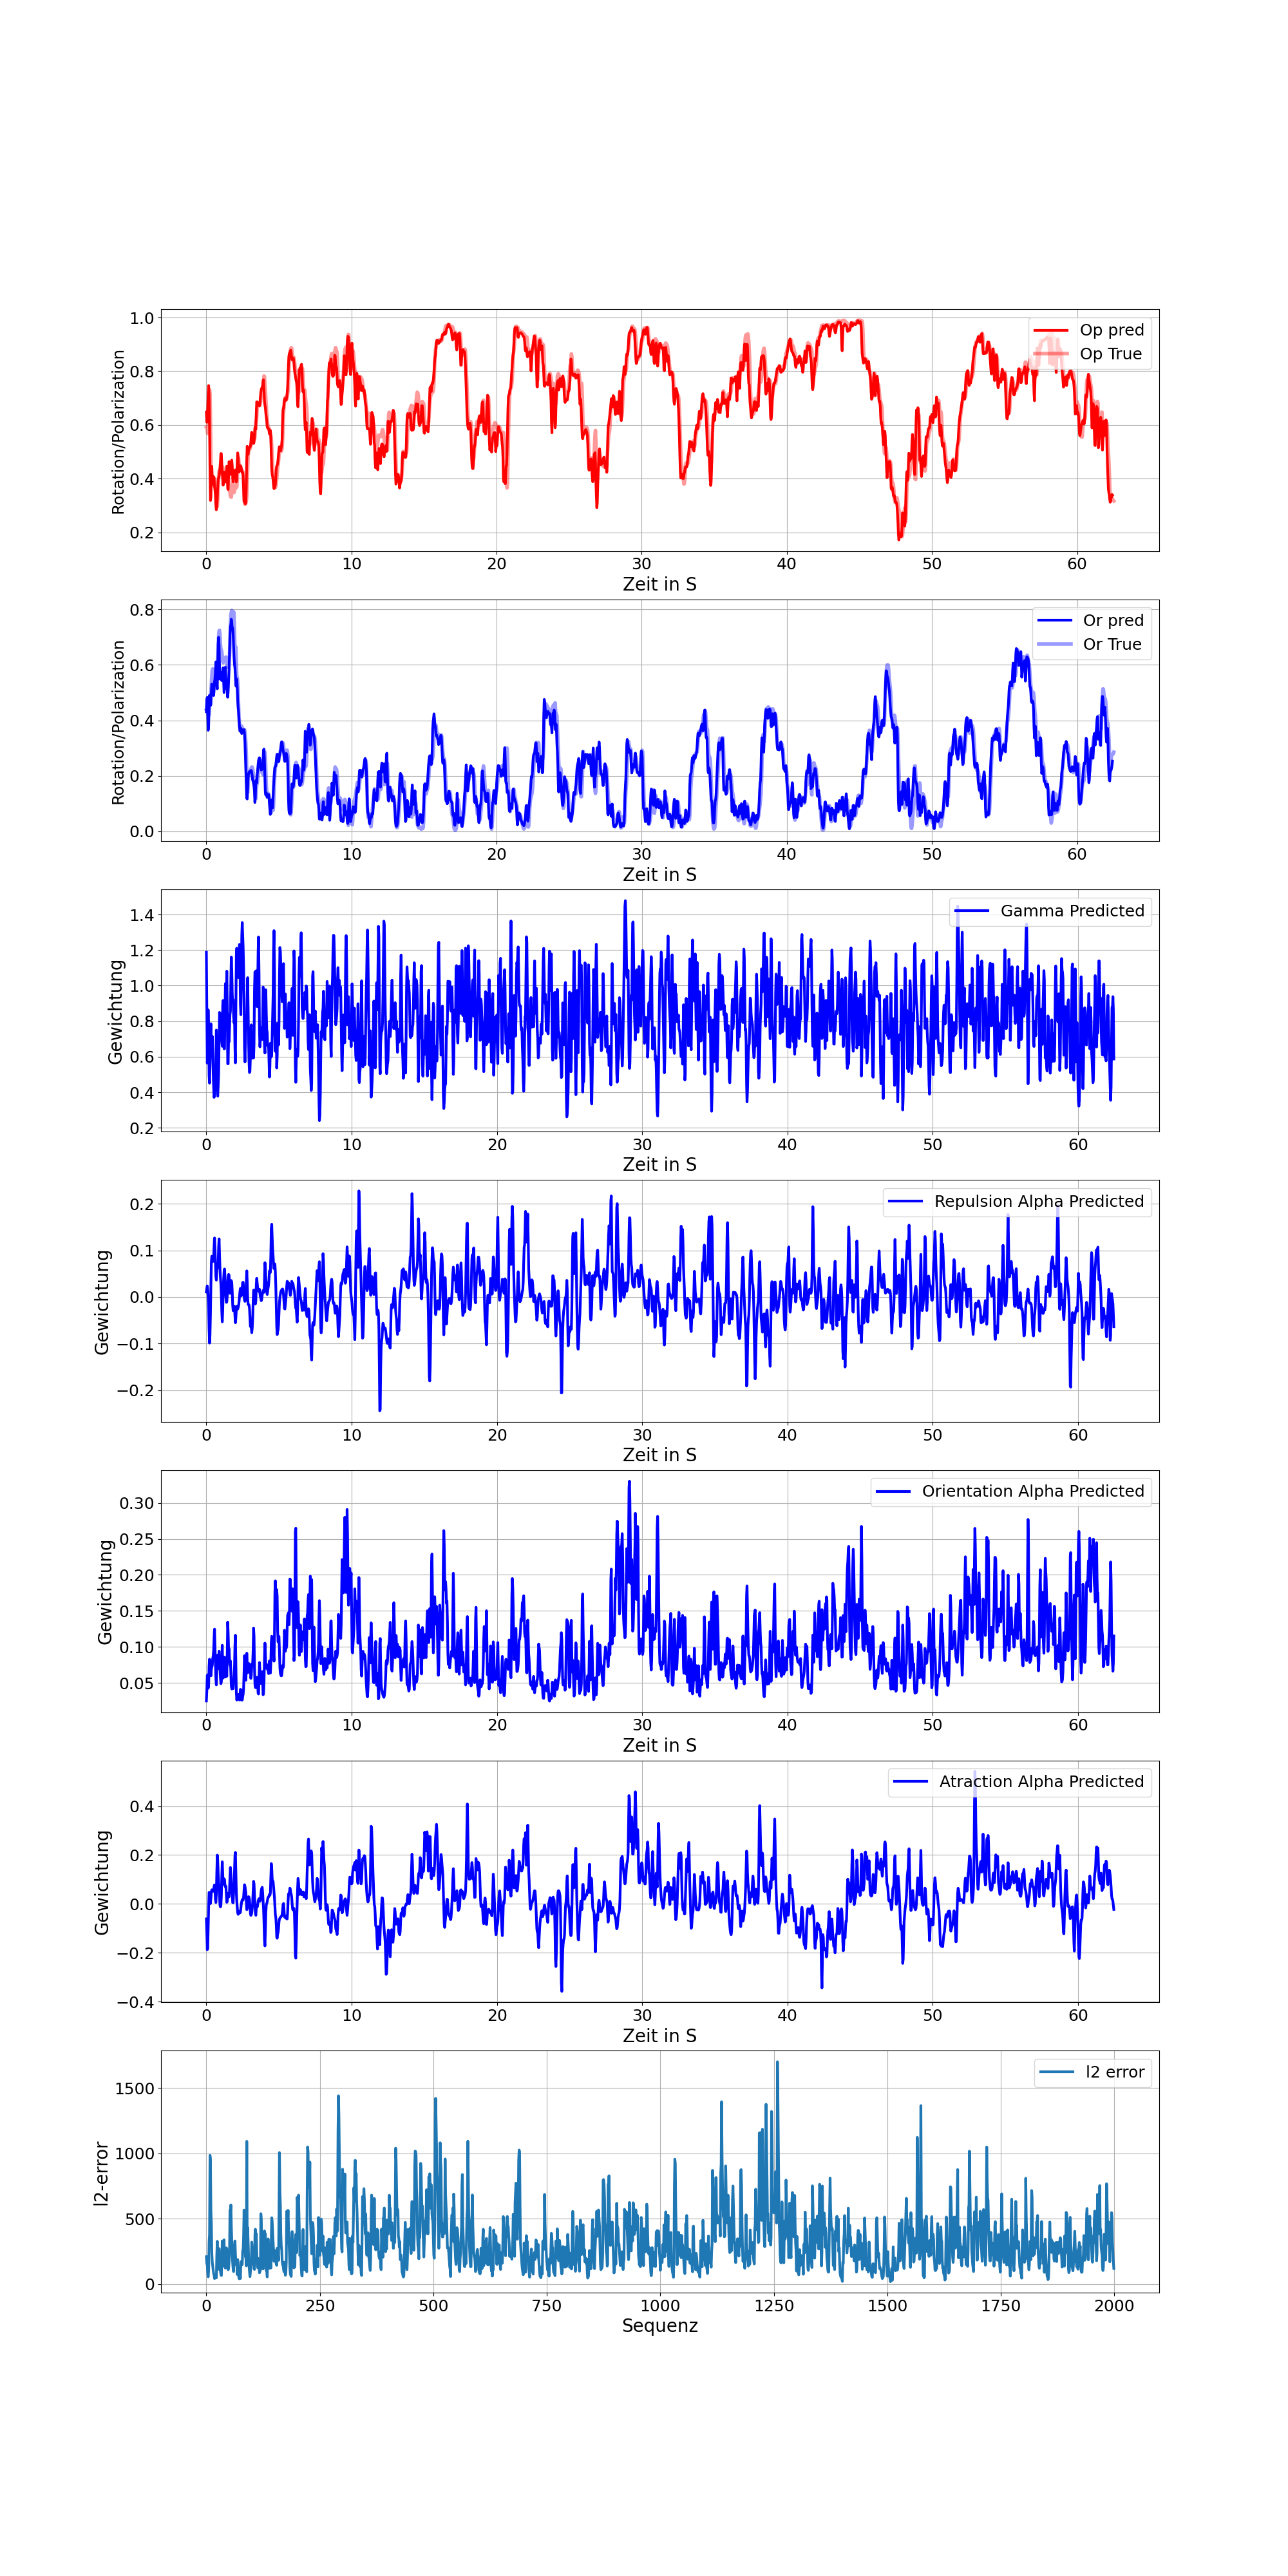 1.0
0.8
0.6
0.4
0.2
Rotation/Polarization
Op pred
Op True
0 10 20 30 40 50 60
Zeit in S
0.8
0.6
0.4
0.2
0.0
Rotation/Polarization
Or pred
Or True
0 10 20 30 40 50 60
Zeit in S
1.4
1.2
1.0
0.8
0.6
0.4
0.2
Gewichtung
Gamma Predicted
0 10 20 30 40 50 60
Zeit in S
0.2
0.1
0.0
−0.1
−0.2
Gewichtung
Repulsion Alpha Predicted
0 10 20 30 40 50 60
Zeit in S
0.30
0.25
0.20
0.15
0.10
0.05
Gewichtung
Orientation Alpha Predicted
0 10 20 30 40 50 60
Zeit in S
0.4
0.2
0.0
−0.2
−0.4
Gewichtung
Atraction Alpha Predicted
0 10 20 30 40 50 60
Zeit in S
1500
1000
500
0
l2-error
l2 error
0 250 500 750 1000 1250 1500 1750 2000
Sequenz